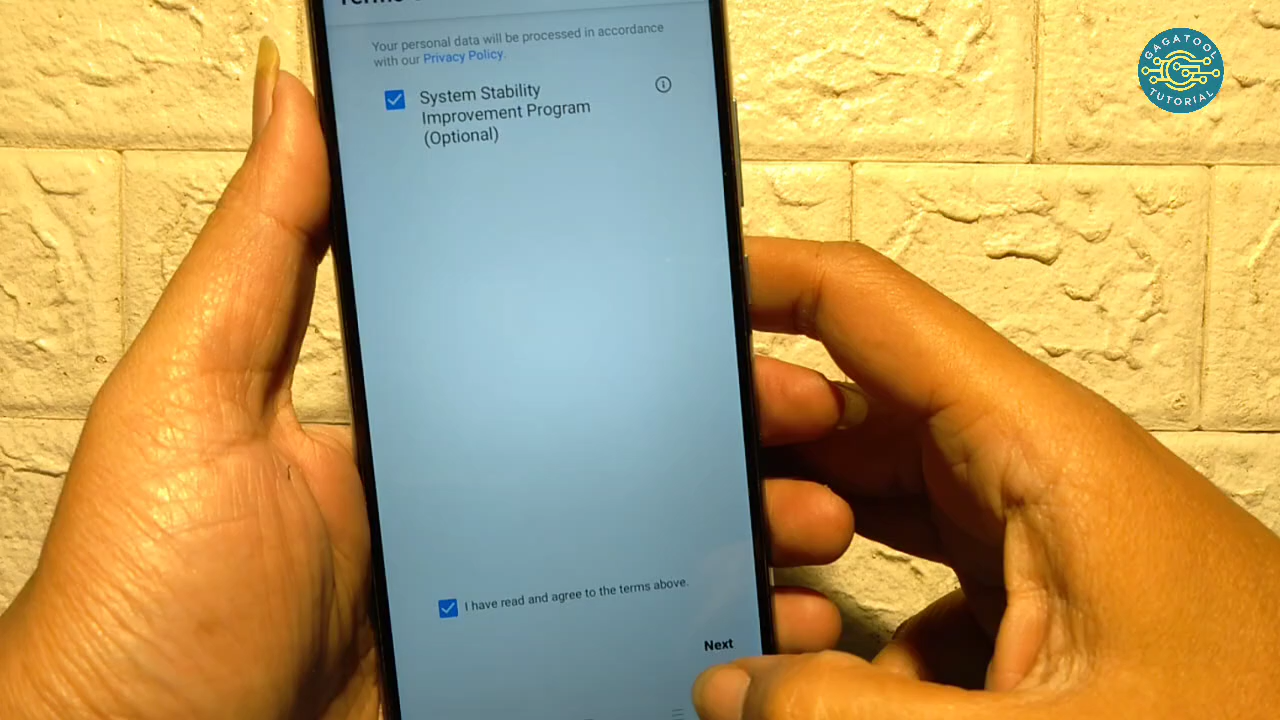 Your personal data will be processed in accordance
with our Privacy Policy.
System Stability
Improvement Program
(Optional)
I have read and agree to the terms above.
Next
GAGATOOL
TUTORIAL